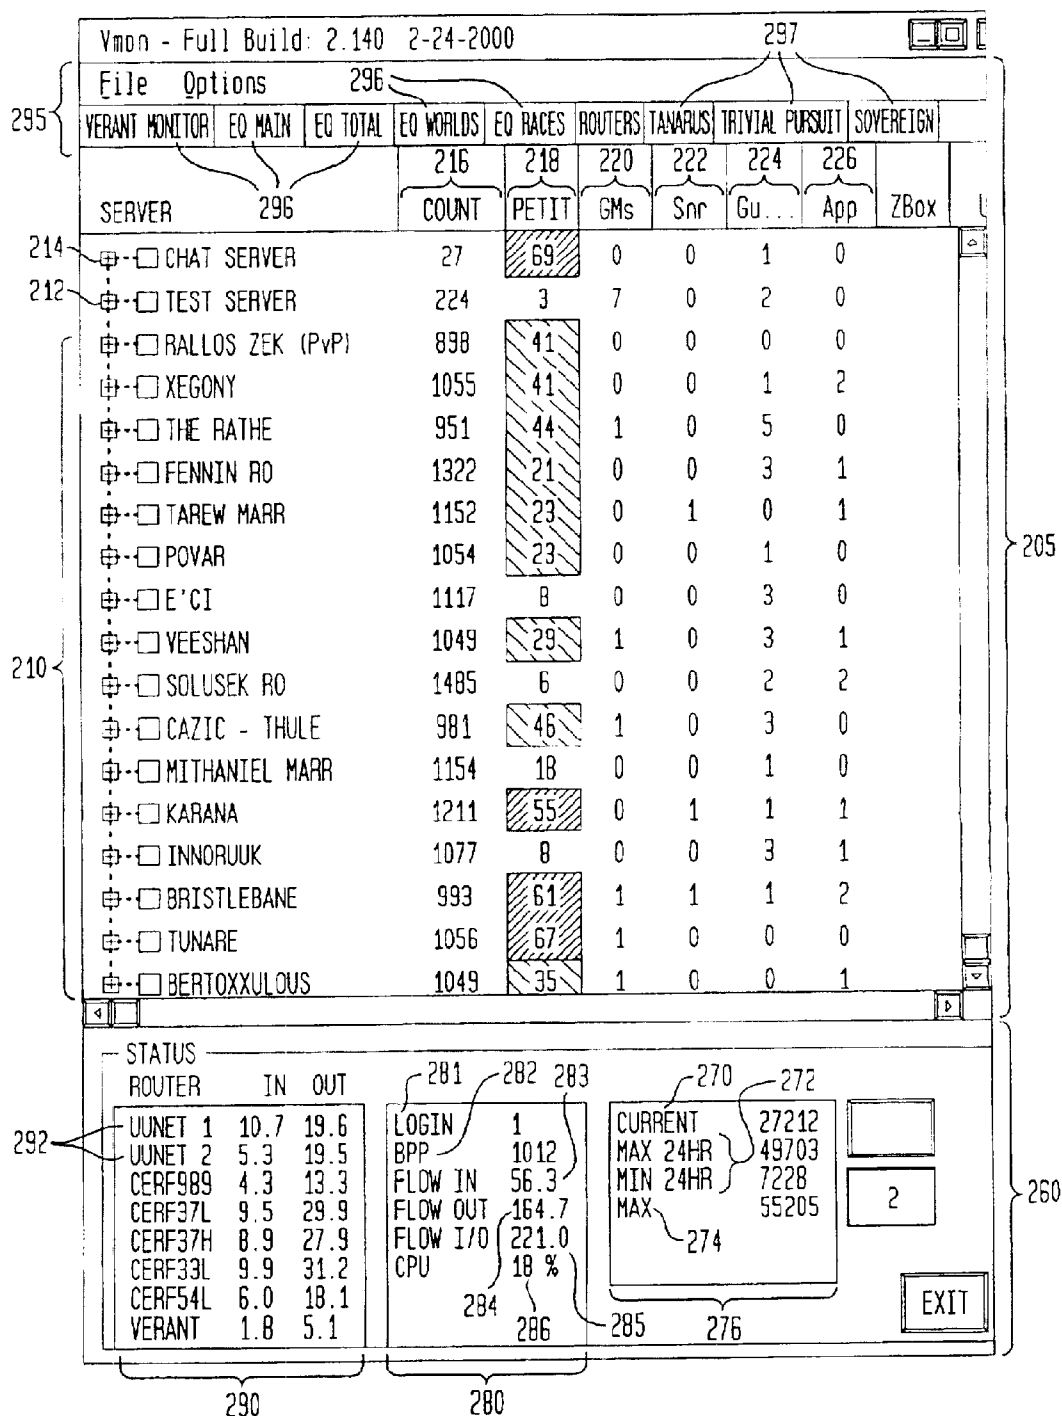 Vmon - Full Build: 2.140 2-24-2000 297
File Options 296
295
VERANT MONITOR EQ MAIN EQ TOTAL EQ WORLDS EQ RACES ROUTERS TANARUS TRIVIAL PURSUIT SOVEREIGN
216 218 220 222 224 226
SERVER 296 COUNT PETIT GMs Snr Gu... App ZBox
214 CHAT SERVER 27 69 0 0 1 0
212 TEST SERVER 224 3 7 0 2 0
RALLOS ZEK (PvP) 898 41 0 0 0 0
XEGONY 1055 41 0 0 1 2
THE RATHE 951 44 1 0 5 0
FENNIN RO 1322 21 0 0 3 1
TAREW MARR 1152 23 0 1 0 1
POVAR 1054 23 0 0 1 0
205
E'CI 1117 8 0 0 3 0
VEESHAN 1049 29 1 0 3 1
210
SOLUSEK RO 1485 6 0 0 2 2
CAZIC - THULE 981 46 1 0 3 0
MITHANIEL MARR 1154 18 0 0 1 0
KARANA 1211 55 0 1 1 1
INNORUUK 1077 8 0 0 3 1
BRISTLEBANE 993 61 1 1 1 2
TUNARE 1056 67 1 0 0 0
BERTOXXULOUS 1049 35 1 0 0 1
STATUS
ROUTER IN OUT 281 282 283 270 272
292 UUNET 1 10.7 19.6 LOGIN 1 CURRENT 27212
UUNET 2 5.3 19.5 BPP 1012 MAX 24HR 49703
CERF989 4.3 13.3 FLOW IN 56.3 MIN 24HR 7228
CERF37L 9.5 29.9 FLOW OUT 164.7 MAX 55205 2 260
CERF37H 8.9 27.9 FLOW I/O 221.0 274
CERF33L 9.9 31.2 CPU 18 %
CERF54L 6.0 18.1 284 EXIT
VERANT 1.8 5.1 286 285 276
290 280